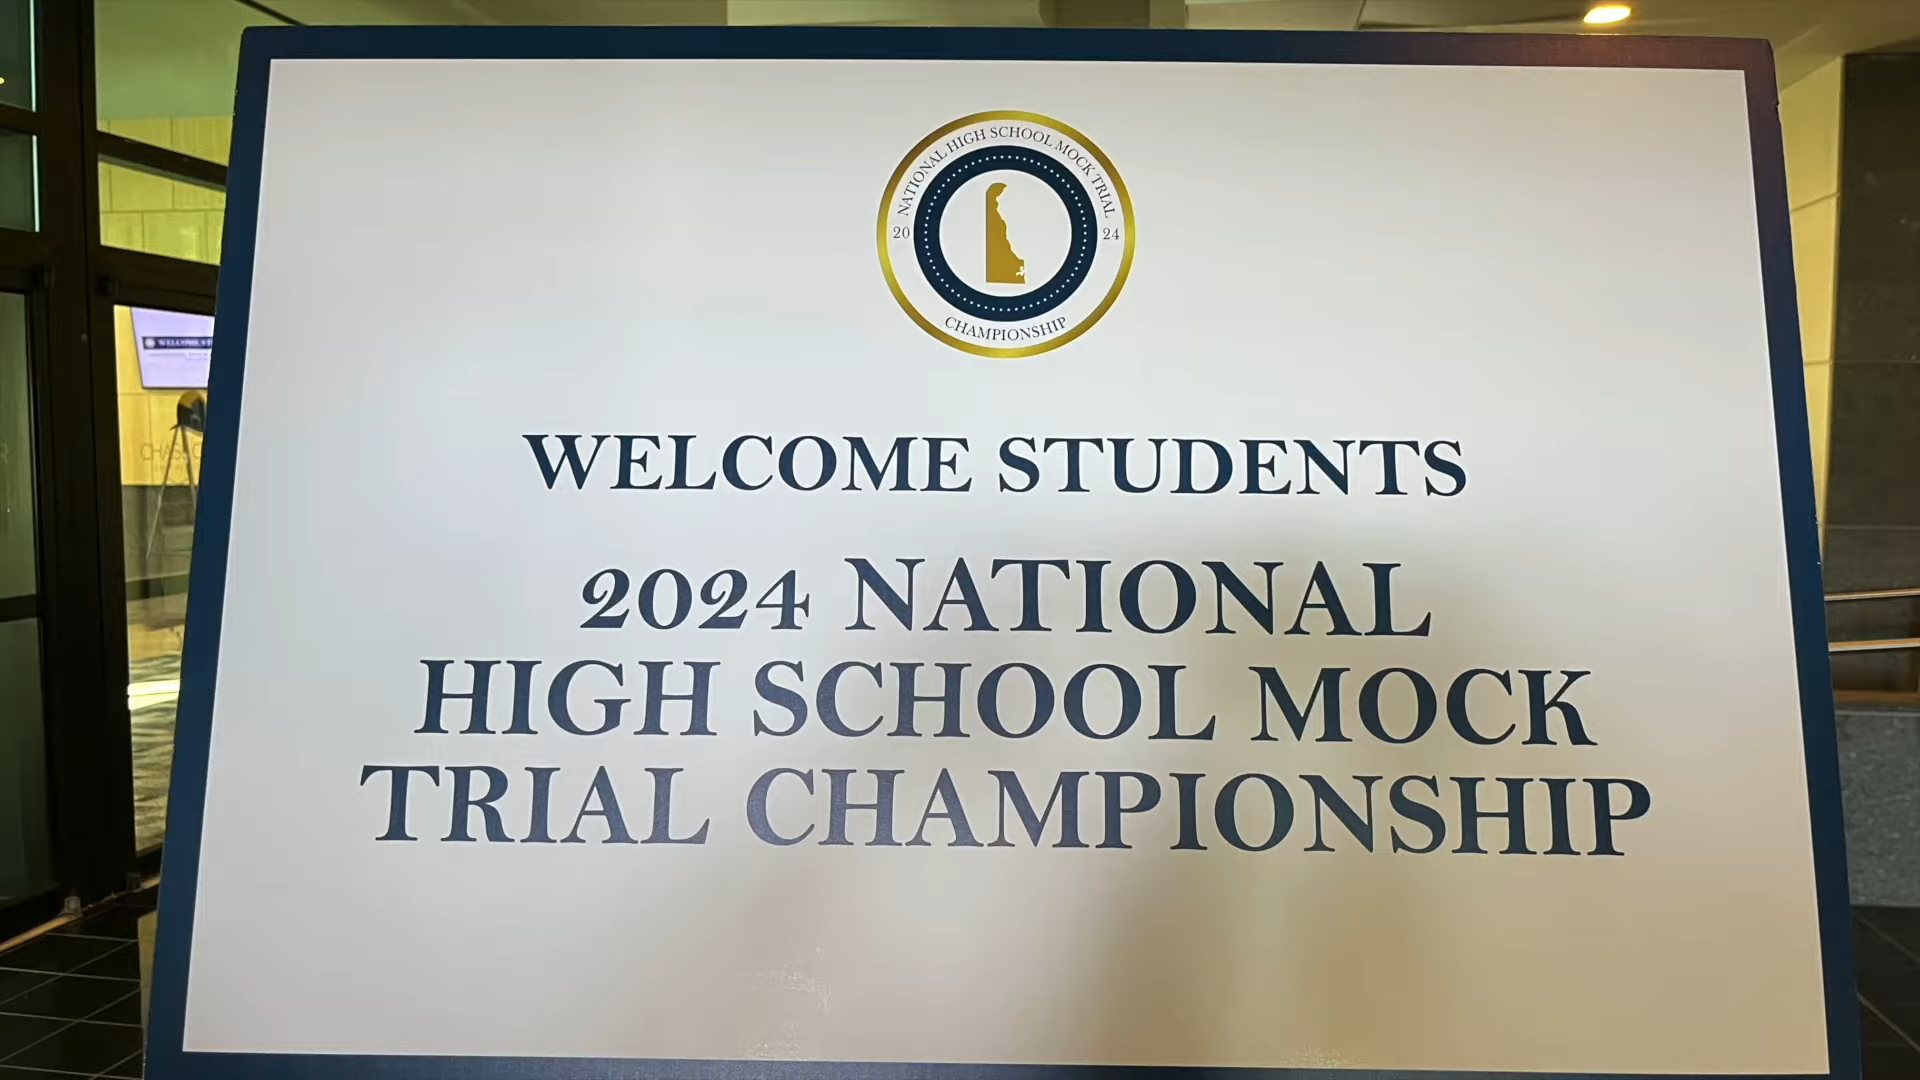 NATIONAL HIGH SCHOOL MOCK TRIAL
20 24
CHAMPIONSHIP
WELCOME STUDENTS
2024 NATIONAL
HIGH SCHOOL MOCK
TRIAL CHAMPIONSHIP